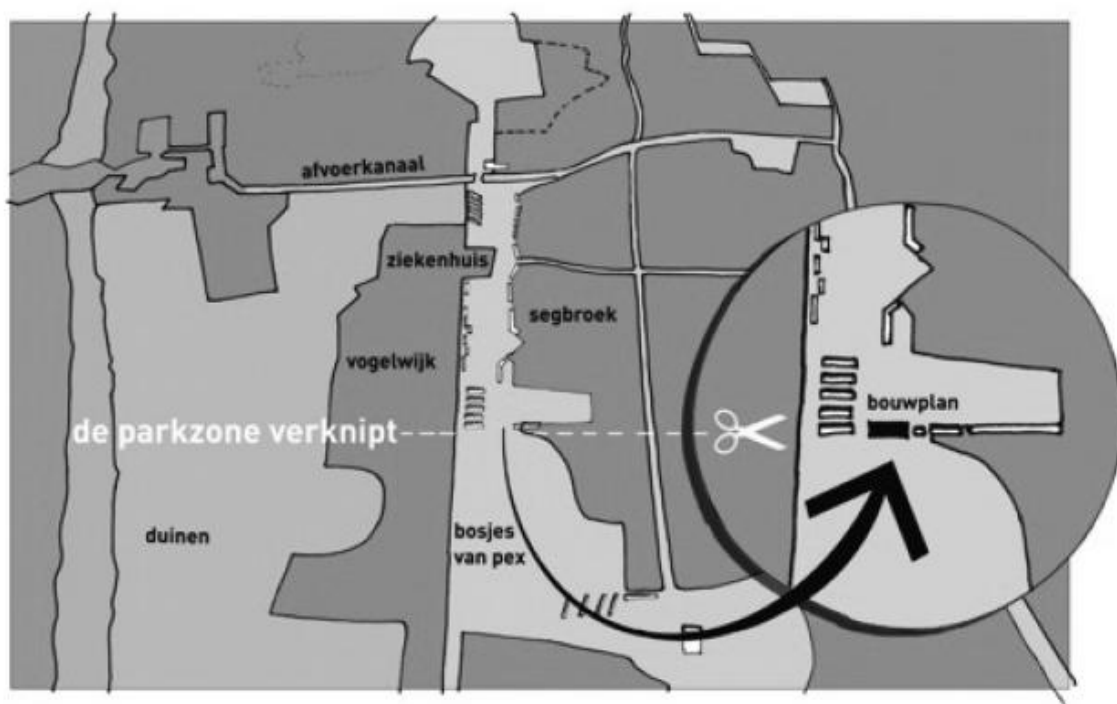 afvoerkanaal
ziekenhuis
segbroek
vogelwijk
bouwplan
de parkzone verknipt
duinen
bosjes
van pex